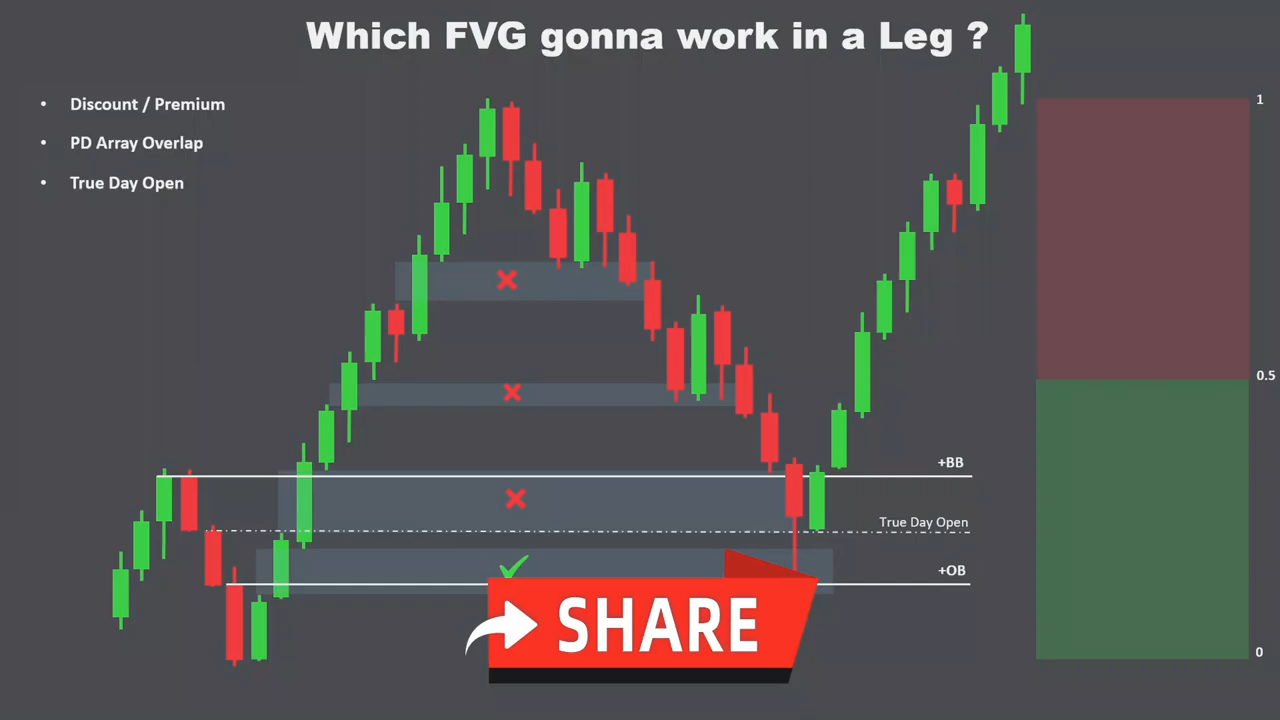 Which FVG gonna work in a Leg ?
• Discount / Premium
• PD Array Overlap
• True Day Open
1
0.5
+BB
True Day Open
+OB
SHARE
0